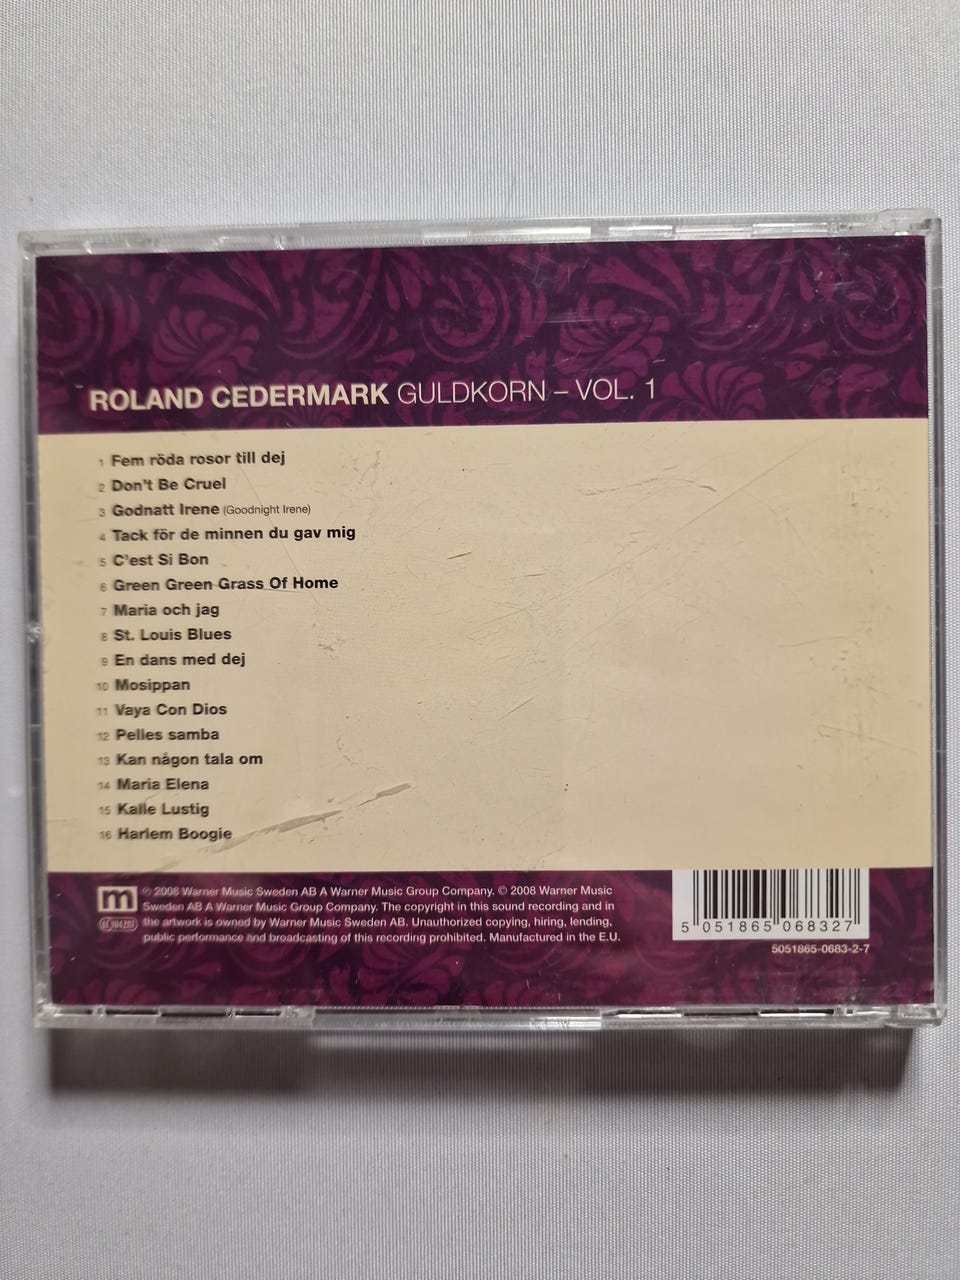 ROLAND CEDERMARK GULDKORN – VOL. 1
1 Fem röda rosor till dej
2 Don't Be Cruel
3 Godnatt Irene (Goodnight Irene)
4 Tack för de minnen du gav mig
5 C'est Si Bon
6 Green Green Grass Of Home
7 Maria och jag
8 St. Louis Blues
9 En dans med dej
10 Mosippan
11 Vaya Con Dios
12 Pelles samba
13 Kan någon tala om
14 Maria Elena
15 Kalle Lustig
16 Harlem Boogie
m
℗ 2008 Warner Music Sweden AB A Warner Music Group Company. © 2008 Warner Music
Sweden AB A Warner Music Group Company. The copyright in this sound recording and in
the artwork is owned by Warner Music Sweden AB. Unauthorized copying, hiring, lending,
public performance and broadcasting of this recording prohibited. Manufactured in the E.U.
5 051865 068327
5051865-0683-2-7